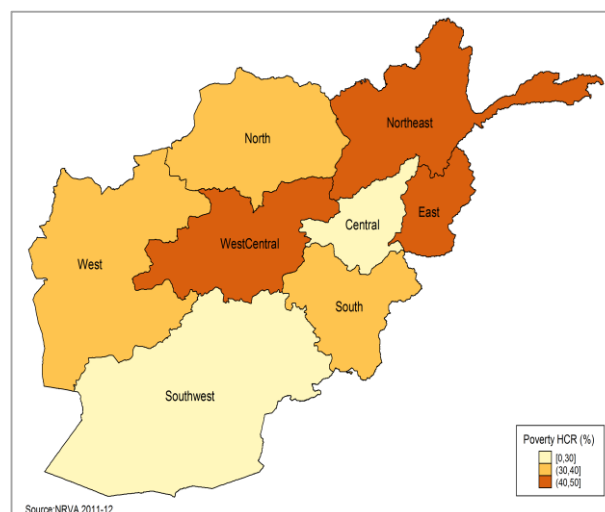 Northeast
North
East
Central
WestCentral
West
South
Southwest
Poverty HCR (%)
[0,30]
(30,40]
(40,50]
Source:NRVA 2011-12